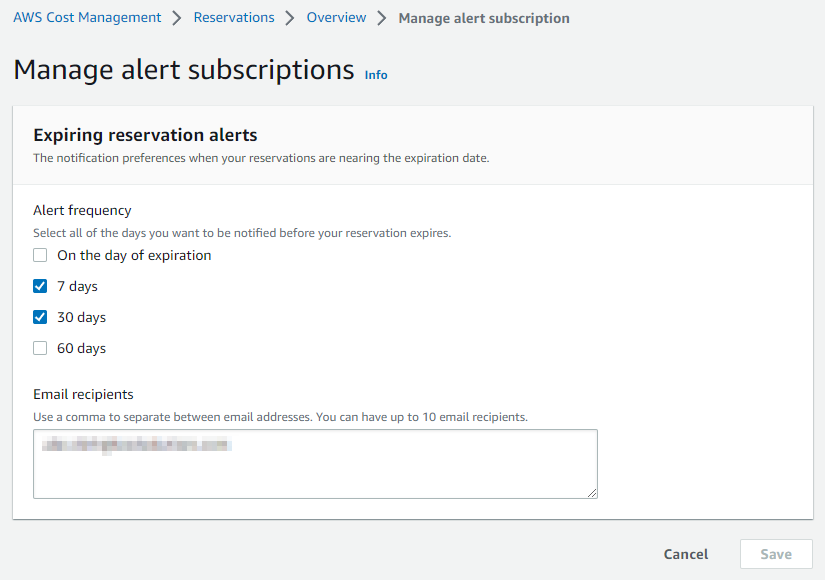 AWS Cost Management > Reservations > Overview > Manage alert subscription
Manage alert subscriptions Info
Expiring reservation alerts
The notification preferences when your reservations are nearing the expiration date.
Alert frequency
Select all of the days you want to be notified before your reservation expires.
On the day of expiration
7 days
30 days
60 days
Email recipients
Use a comma to separate between email addresses. You can have up to 10 email recipients.
Cancel Save